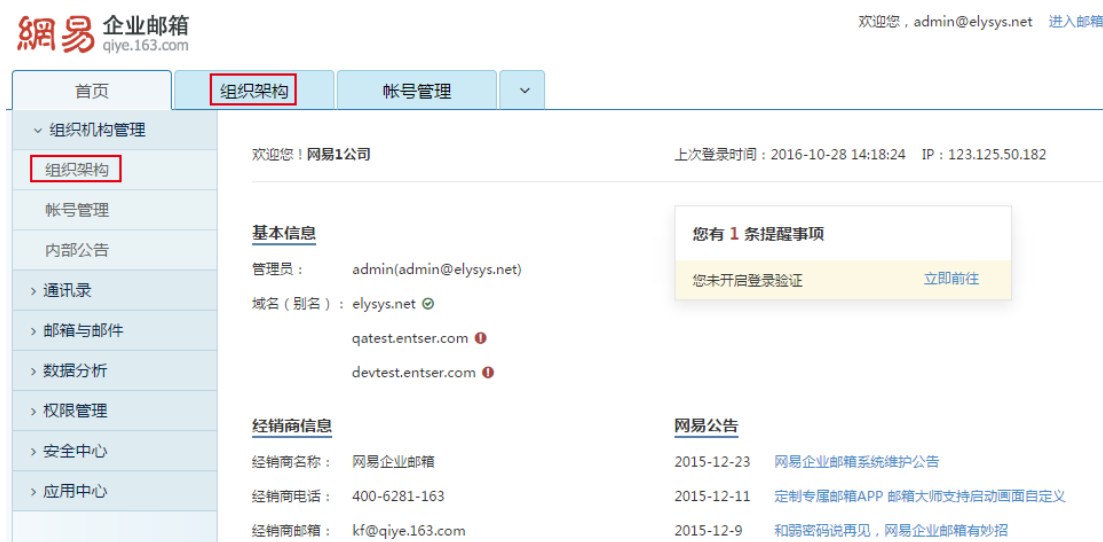 網易 企业邮箱
qiye.163.com
欢迎您，admin@elysys.net 进入邮箱
首页 组织架构 帐号管理
组织机构管理
组织架构
帐号管理
内部公告
通讯录
邮箱与邮件
数据分析
权限管理
安全中心
应用中心
欢迎您！网易1公司
上次登录时间：2016-10-28 14:18:24 IP：123.125.50.182
基本信息
管理员： admin(admin@elysys.net)
域名（别名）： elysys.net
qatest.entser.com
devtest.entser.com
您有 1 条提醒事项
您未开启登录验证 立即前往
经销商信息
经销商名称： 网易企业邮箱
经销商电话： 400-6281-163
经销商邮箱： kf@qiye.163.com
网易公告
2015-12-23 网易企业邮箱系统维护公告
2015-12-11 定制专属邮箱APP 邮箱大师支持启动画面自定义
2015-12-9 和弱密码说再见，网易企业邮箱有妙招